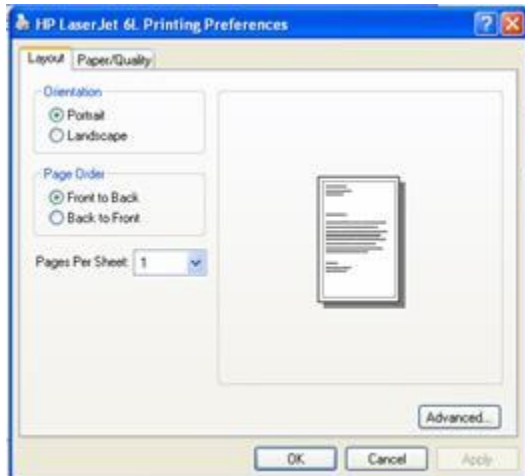 HP LaserJet 6L Printing Preferences
Layout Paper/Quality
Orientation
Portrait
Landscape
Page Order
Front to Back
Back to Front
Pages Per Sheet: 1
Advanced...
OK Cancel Apply